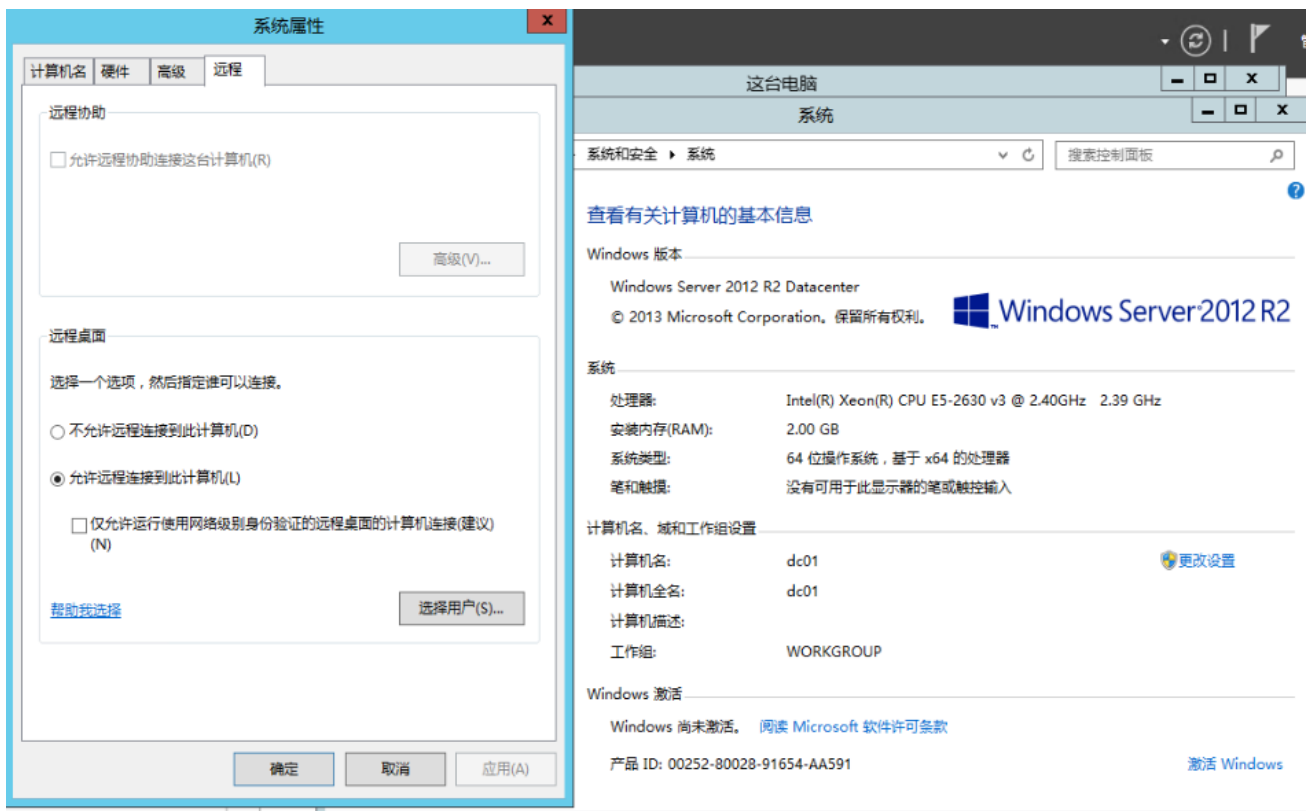 系统属性
计算机名
硬件
高级
远程
远程协助
允许远程协助连接这台计算机(R)
高级(V)...
远程桌面
选择一个选项，然后指定谁可以连接。
不允许远程连接到此计算机(D)
允许远程连接到此计算机(L)
仅允许运行使用网络级别身份验证的远程桌面的计算机连接(建议)
(N)
帮助我选择
选择用户(S)...
确定
取消
应用(A)
这台电脑
系统
系统和安全
系统
搜索控制面板
查看有关计算机的基本信息
Windows 版本
Windows Server 2012 R2 Datacenter
© 2013 Microsoft Corporation。保留所有权利。
Windows Server 2012 R2
系统
处理器: Intel(R) Xeon(R) CPU E5-2630 v3 @ 2.40GHz 2.39 GHz
安装内存(RAM): 2.00 GB
系统类型: 64 位操作系统，基于 x64 的处理器
笔和触摸: 没有可用于此显示器的笔或触控输入
计算机名、域和工作组设置
计算机名: dc01
更改设置
计算机全名: dc01
计算机描述:
工作组: WORKGROUP
Windows 激活
Windows 尚未激活。 阅读 Microsoft 软件许可条款
产品 ID: 00252-80028-91654-AA591
激活 Windows